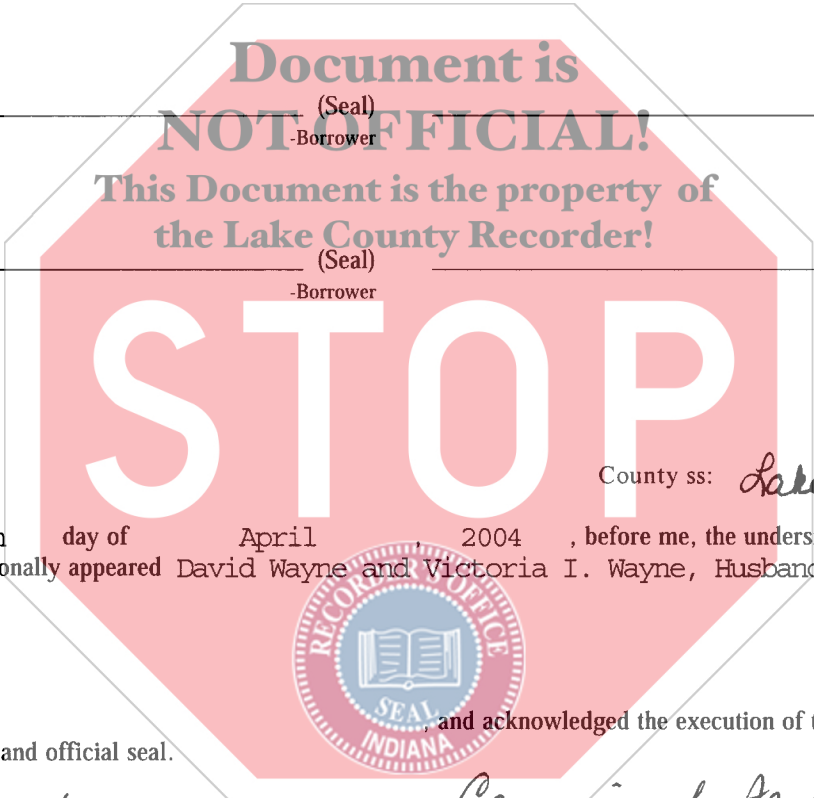 Document is
(Seal)
NOT OFFICIAL!
-Borrower
This Document is the property of
the Lake County Recorder!
(Seal)
-Borrower
STOP
County ss: Lake
day of April , 2004 , before me, the unders
onally appeared David Wayne and Victoria I. Wayne, Husband
RECORDER'S OFFICE
SEAL
INDIANA
, and acknowledged the execution of t
and official seal.